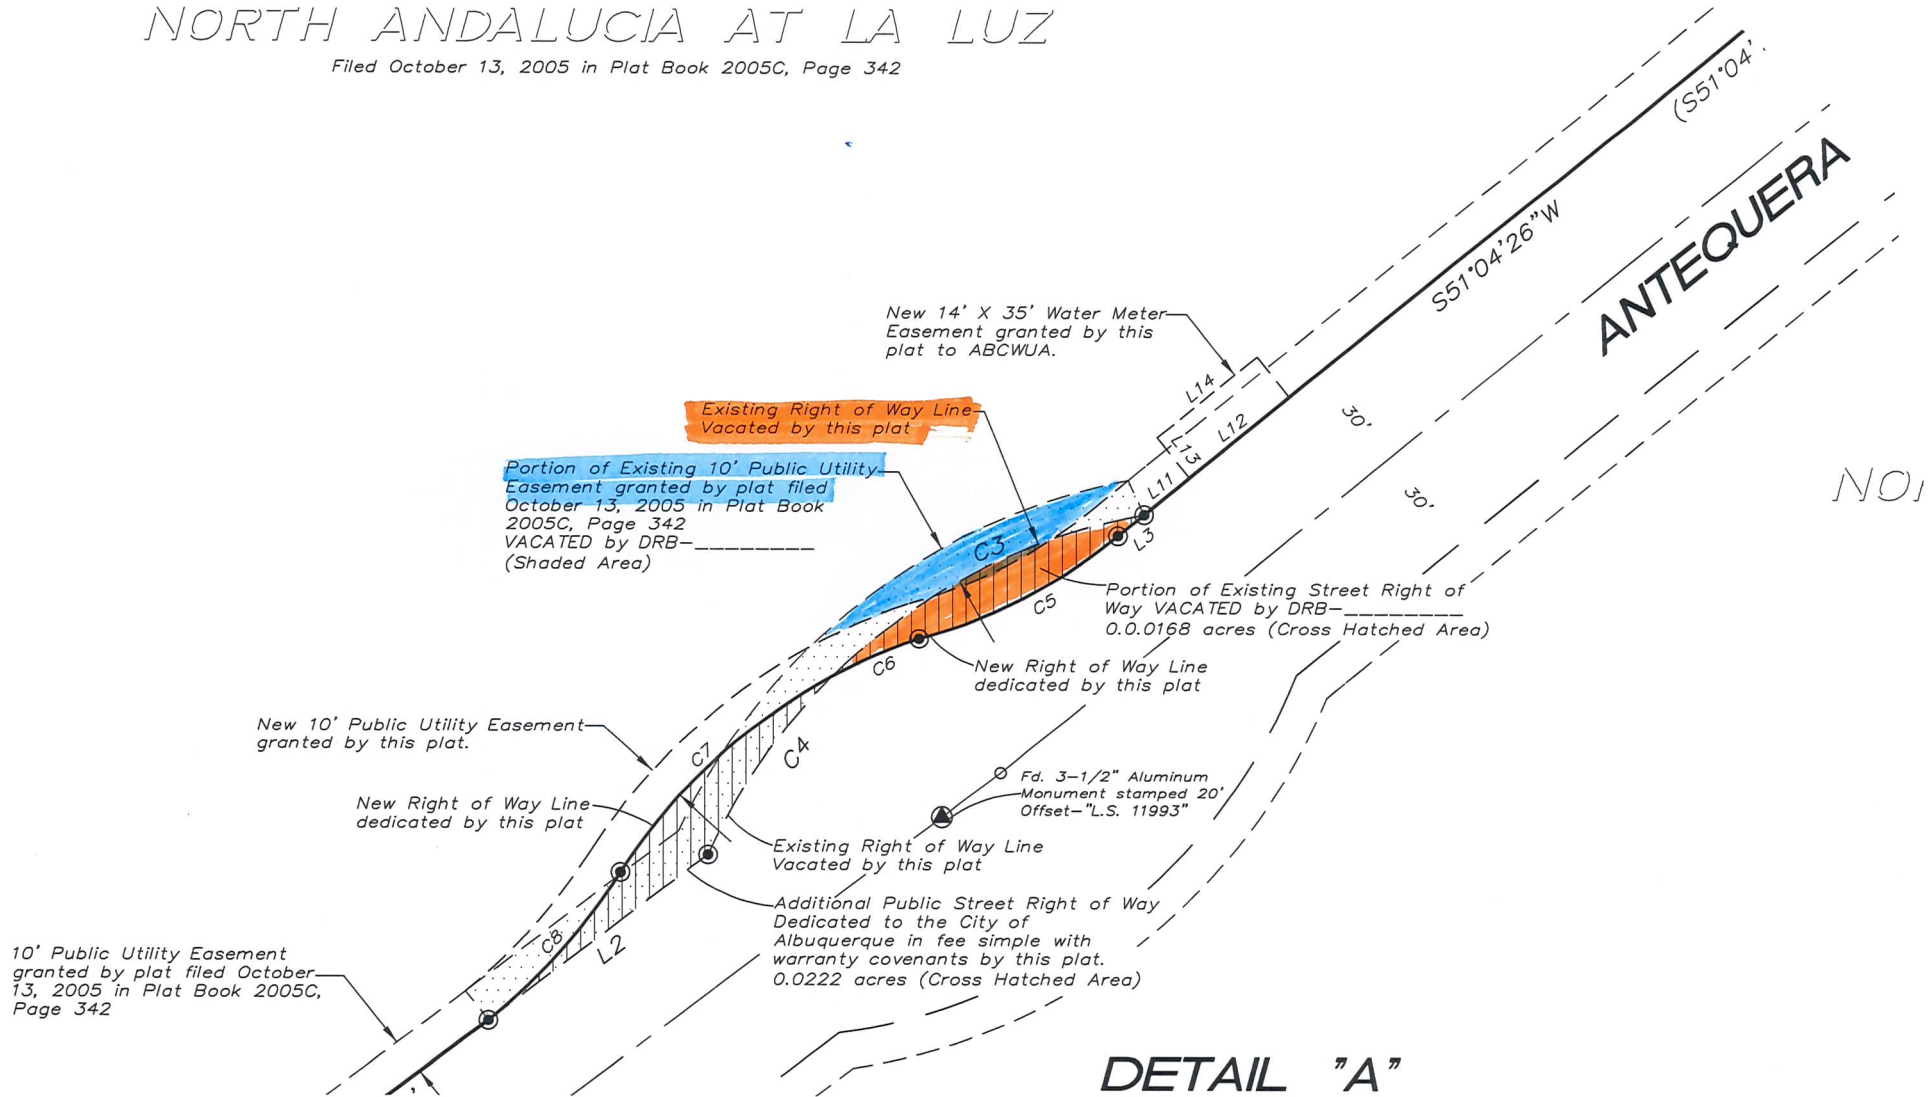 NORTH ANDALUCIA AT LA LUZ
Filed October 13, 2005 in Plat Book 2005C, Page 342
(S51°04'
ANTEQUERA
S51°04'26"W
New 14' X 35' Water Meter
Easement granted by this
plat to ABCWUA.
L14
L12
L13
L11
30'
30'
NO
Existing Right of Way Line
Vacated by this plat
Portion of Existing 10' Public Utility
Easement granted by plat filed
October 13, 2005 in Plat Book
2005C, Page 342
VACATED by DRB-_________
(Shaded Area)
C3
L3
C5
Portion of Existing Street Right of
Way VACATED by DRB-_________
0.0.0168 acres (Cross Hatched Area)
C6
New Right of Way Line
dedicated by this plat
New 10' Public Utility Easement
granted by this plat.
C7
C4
Fd. 3-1/2" Aluminum
Monument stamped 20'
Offset-"L.S. 11993"
New Right of Way Line
dedicated by this plat
Existing Right of Way Line
Vacated by this plat
Additional Public Street Right of Way
Dedicated to the City of
Albuquerque in fee simple with
warranty covenants by this plat.
0.0222 acres (Cross Hatched Area)
C8
L2
10' Public Utility Easement
granted by plat filed October
13, 2005 in Plat Book 2005C,
Page 342
DETAIL "A"